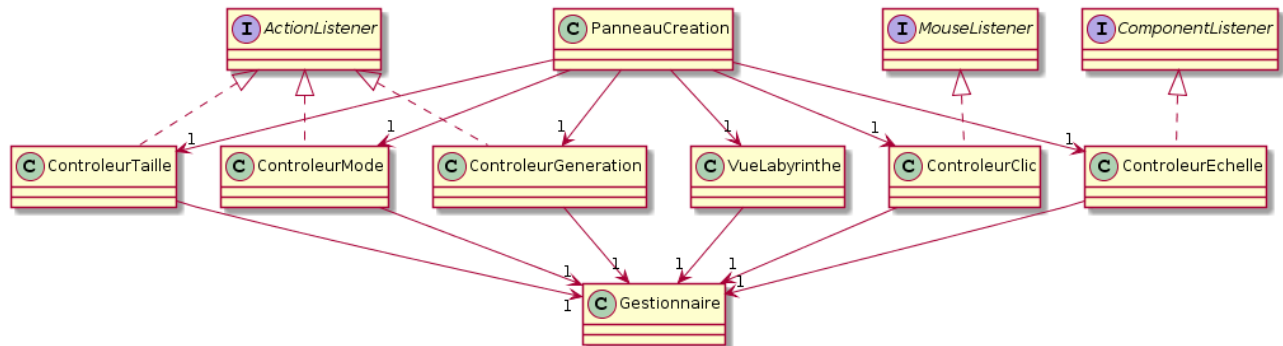 I ActionListener
C PanneauCreation
I MouseListener
I ComponentListener
1
1
1
1
1
1
C ControleurTaille
C ControleurMode
C ControleurGeneration
C VueLabyrinthe
C ControleurClic
C ControleurEchelle
1
1
1
1
1
1
C Gestionnaire